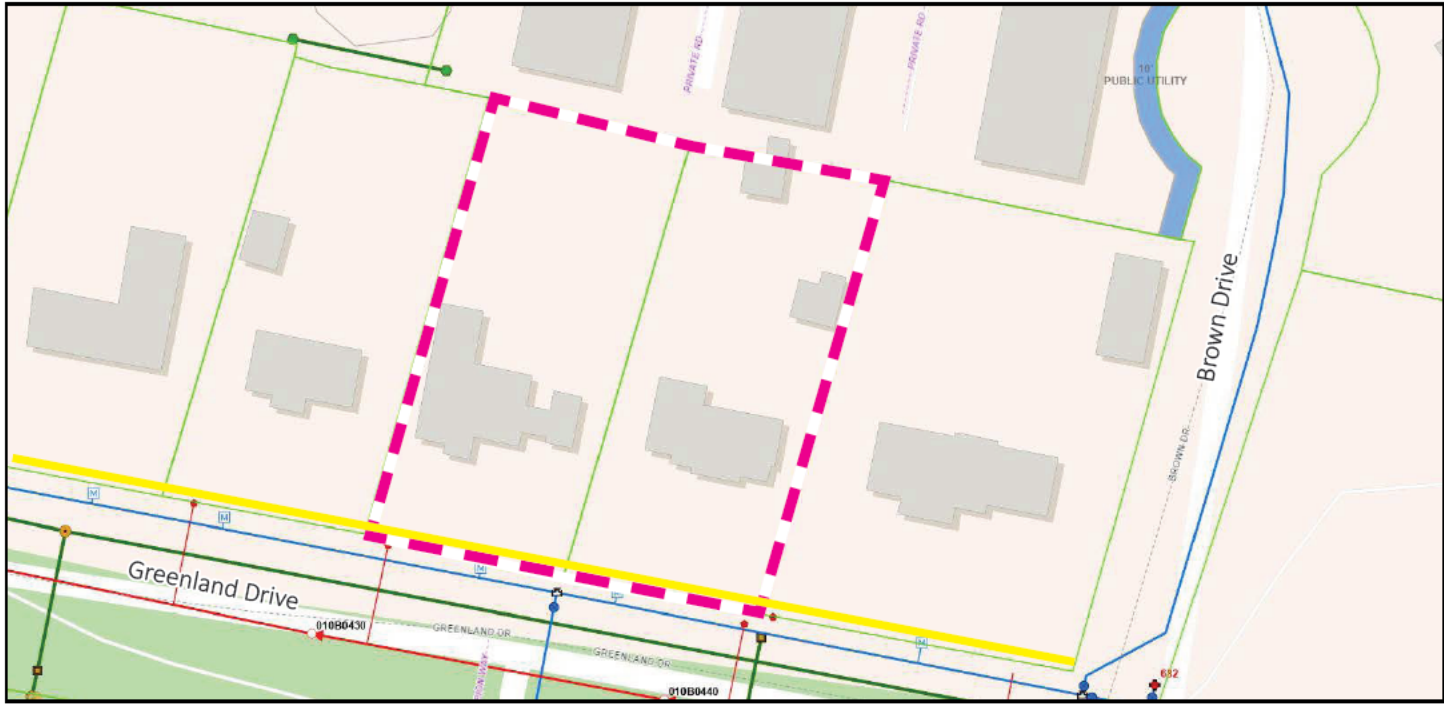 PRIVATE RD
PRIVATE RD
10'
PUBLIC UTILITY
Brown Drive
BROWN DR
M
M
M
M
Greenland Drive
010B0430
GREENLAND DR
GREENLAND DR
010B0440
682